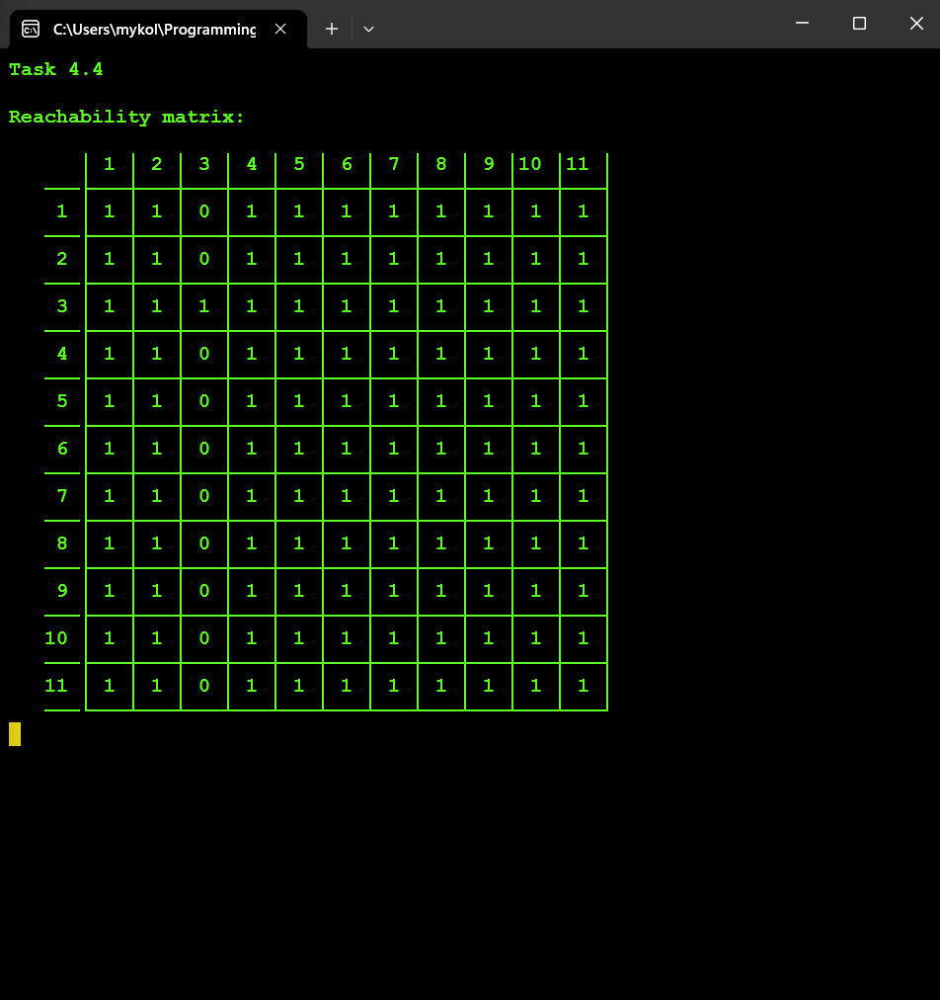 C:\Users\mykol\Programming
Task 4.4
Reachability matrix:
1 2 3 4 5 6 7 8 9 10 11
1 1 1 0 1 1 1 1 1 1 1 1
2 1 1 0 1 1 1 1 1 1 1 1
3 1 1 1 1 1 1 1 1 1 1 1
4 1 1 0 1 1 1 1 1 1 1 1
5 1 1 0 1 1 1 1 1 1 1 1
6 1 1 0 1 1 1 1 1 1 1 1
7 1 1 0 1 1 1 1 1 1 1 1
8 1 1 0 1 1 1 1 1 1 1 1
9 1 1 0 1 1 1 1 1 1 1 1
10 1 1 0 1 1 1 1 1 1 1 1
11 1 1 0 1 1 1 1 1 1 1 1